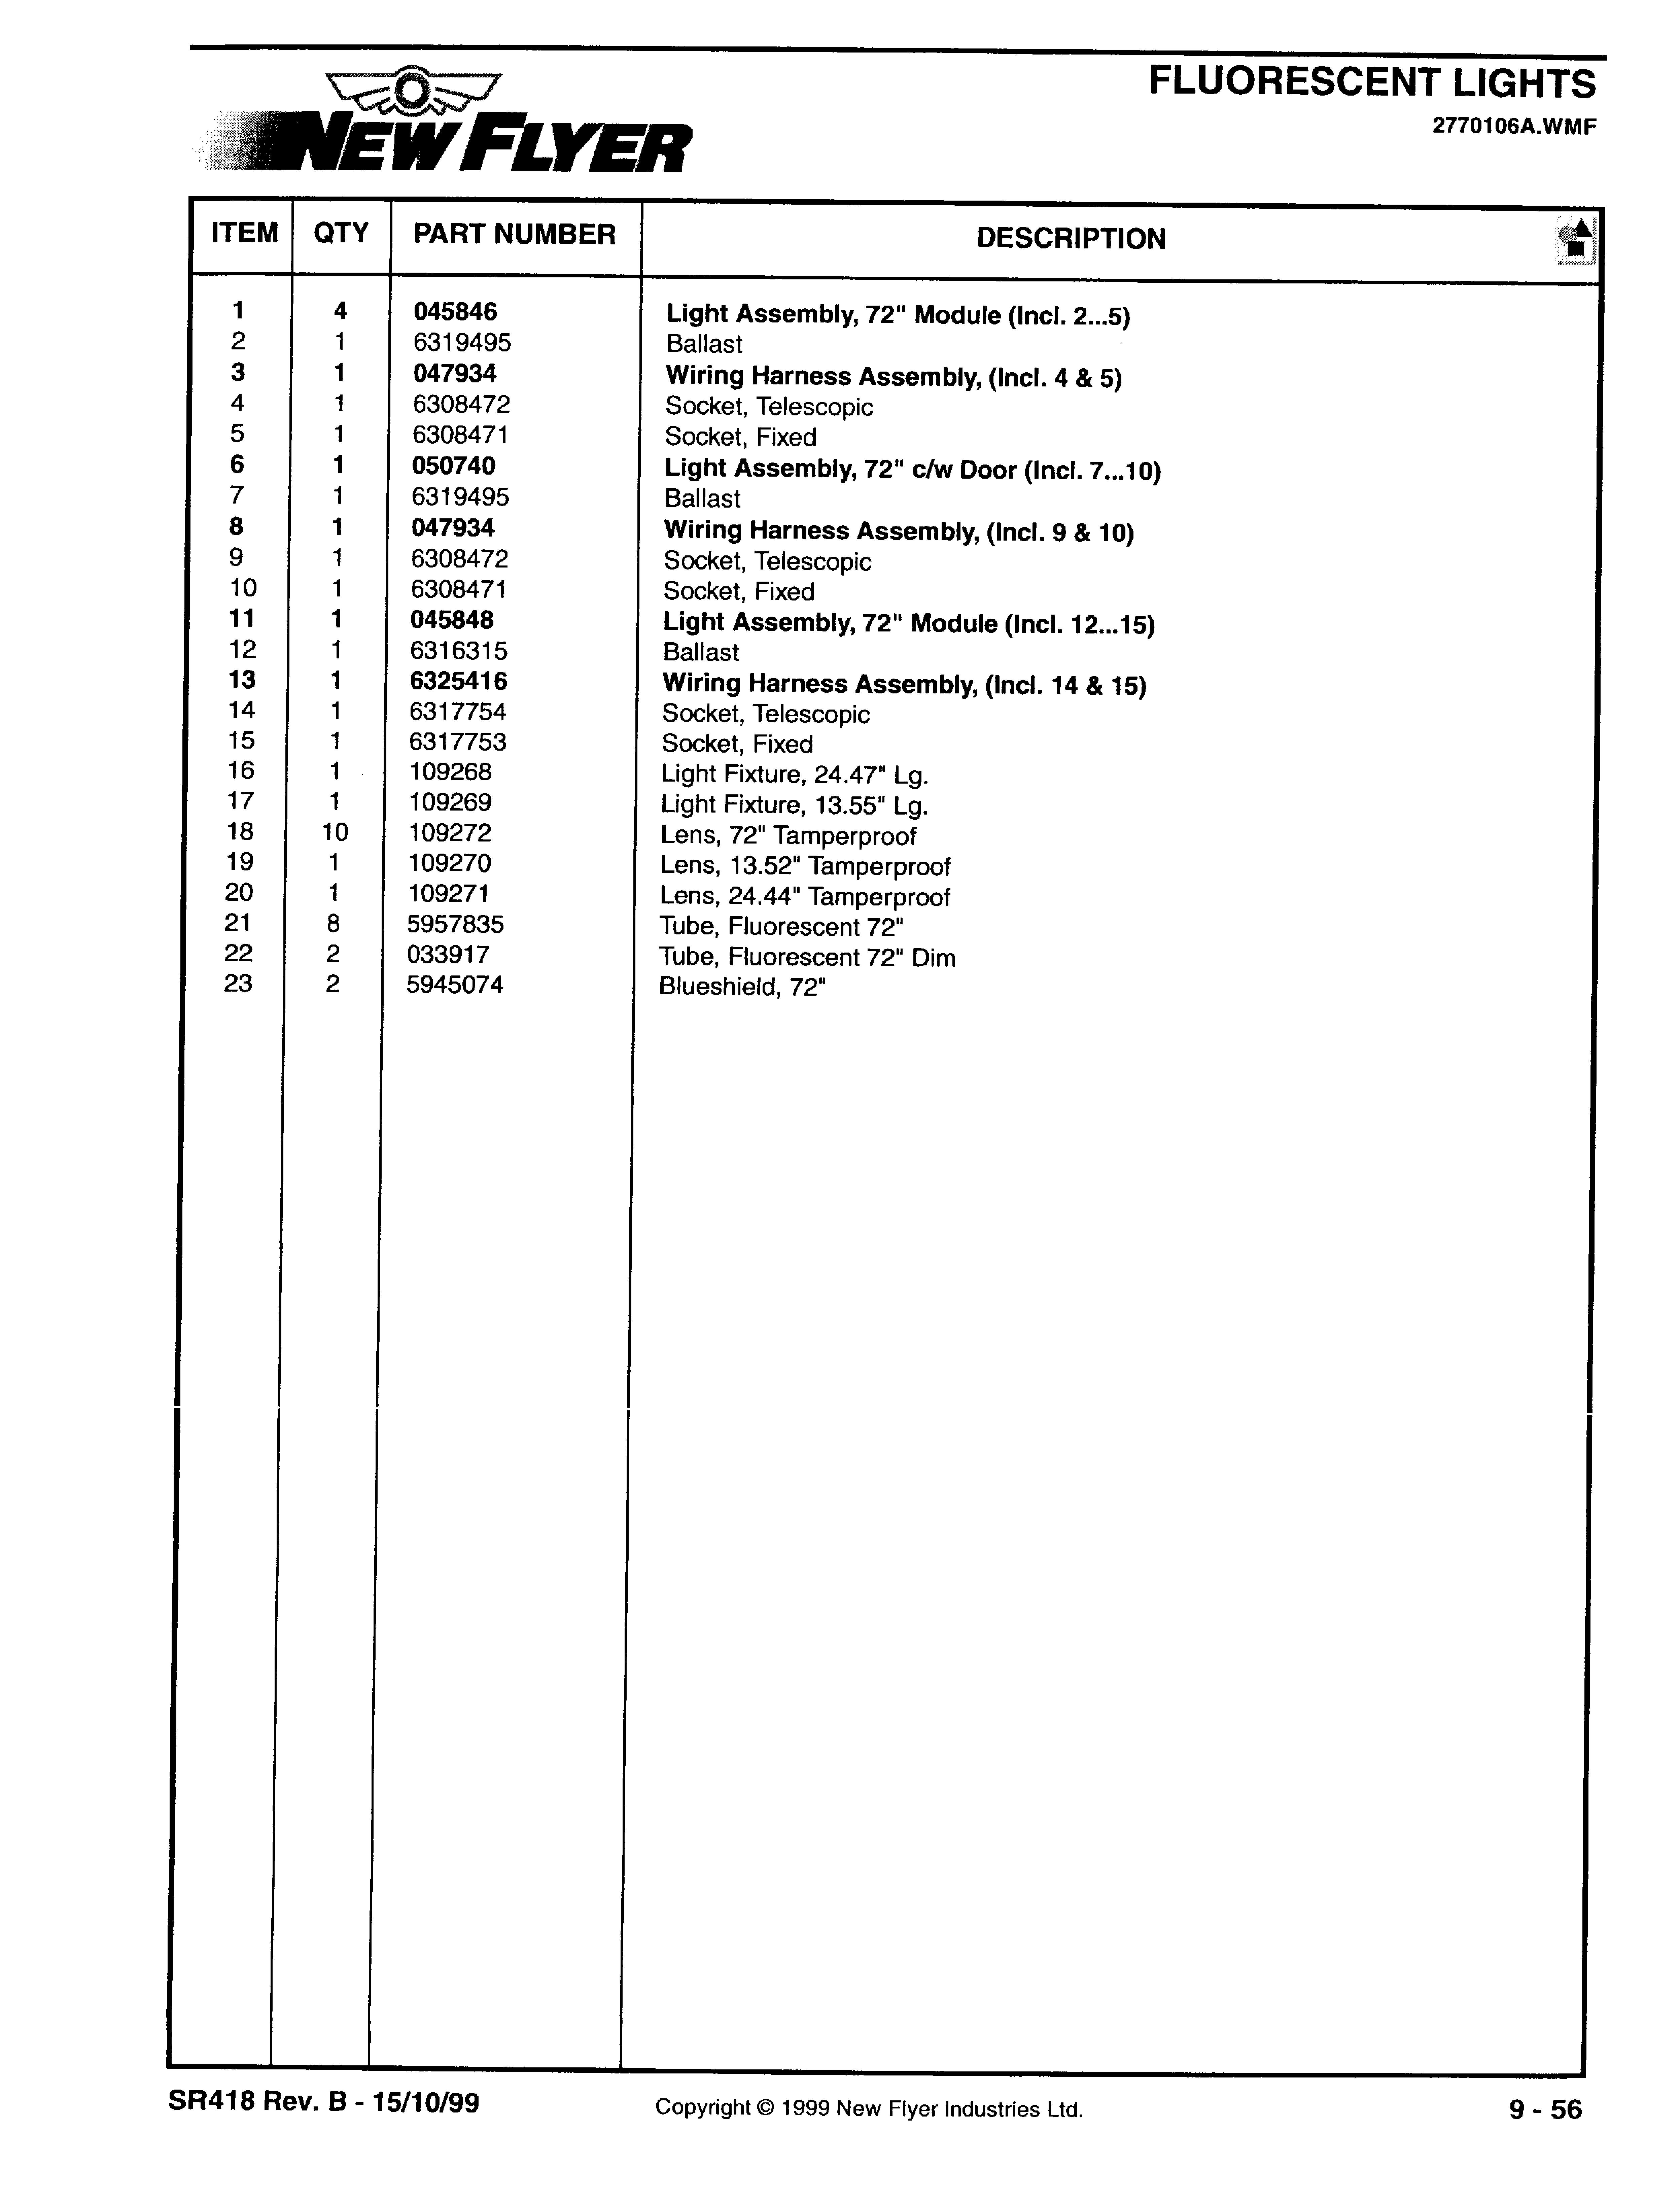 FLUORESCENT LIGHTS
2770106A.WMF
NEW FLYER
ITEM QTY PART NUMBER DESCRIPTION
1 4 045846 Light Assembly, 72" Module (Incl. 2...5)
2 1 6319495 Ballast
3 1 047934 Wiring Harness Assembly, (Incl. 4 & 5)
4 1 6308472 Socket, Telescopic
5 1 6308471 Socket, Fixed
6 1 050740 Light Assembly, 72" c/w Door (Incl. 7...10)
7 1 6319495 Ballast
8 1 047934 Wiring Harness Assembly, (Incl. 9 & 10)
9 1 6308472 Socket, Telescopic
10 1 6308471 Socket, Fixed
11 1 045848 Light Assembly, 72" Module (Incl. 12...15)
12 1 6316315 Ballast
13 1 6325416 Wiring Harness Assembly, (Incl. 14 & 15)
14 1 6317754 Socket, Telescopic
15 1 6317753 Socket, Fixed
16 1 109268 Light Fixture, 24.47" Lg.
17 1 109269 Light Fixture, 13.55" Lg.
18 10 109272 Lens, 72" Tamperproof
19 1 109270 Lens, 13.52" Tamperproof
20 1 109271 Lens, 24.44" Tamperproof
21 8 5957835 Tube, Fluorescent 72"
22 2 033917 Tube, Fluorescent 72" Dim
23 2 5945074 Blueshield, 72"
SR418 Rev. B - 15/10/99 Copyright © 1999 New Flyer Industries Ltd. 9 - 56